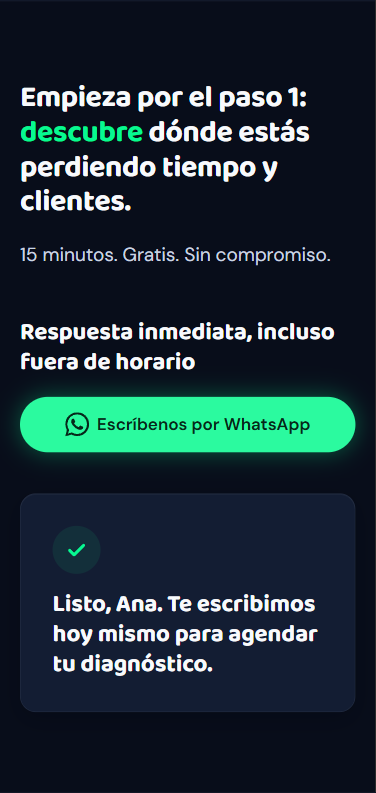 Empieza por el paso 1:
descubre dónde estás
perdiendo tiempo y
clientes.
15 minutos. Gratis. Sin compromiso.
Respuesta inmediata, incluso
fuera de horario
Escríbenos por WhatsApp
Listo, Ana. Te escribimos
hoy mismo para agendar
tu diagnóstico.